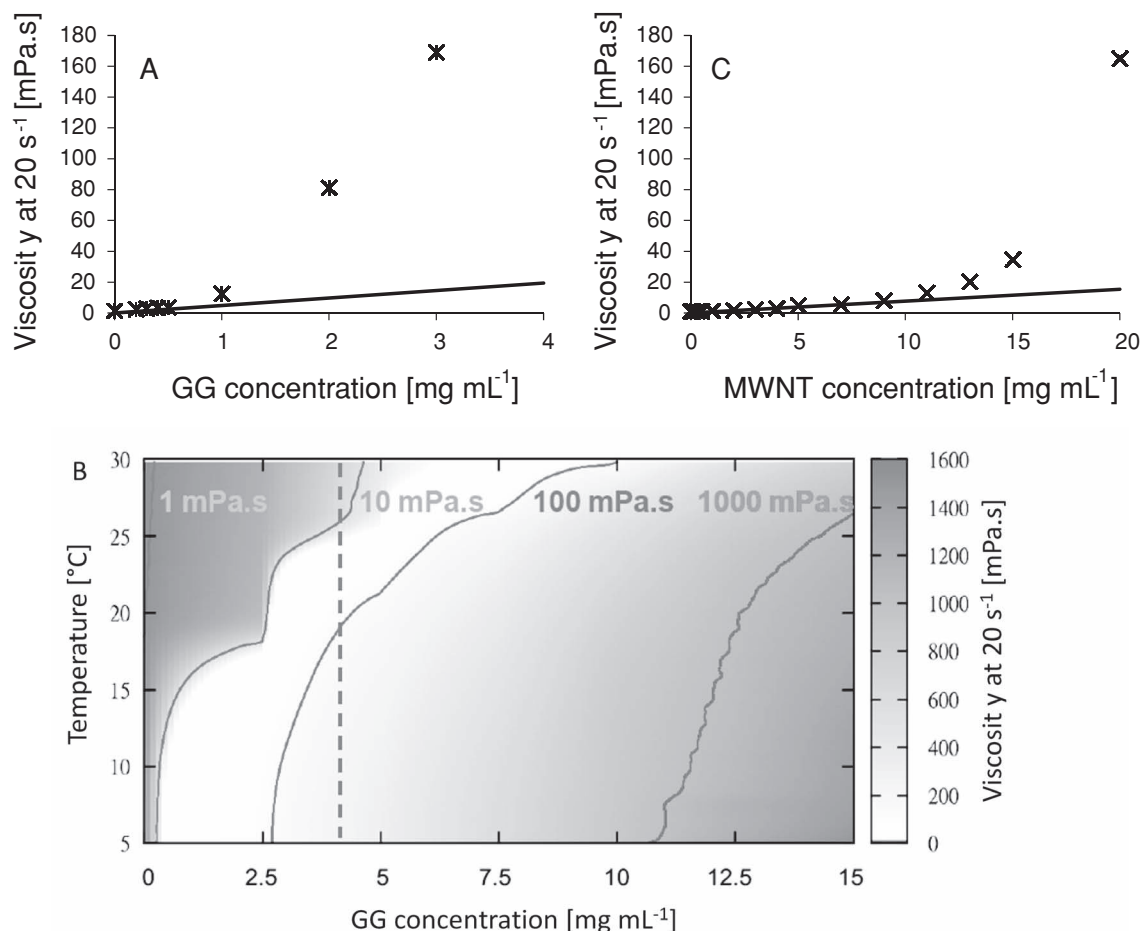 A
Viscosit y at 20 s-1 [mPa.s]
180
160
140
120
100
80
60
40
20
0
0 1 2 3 4
GG concentration [mg mL-1]
C
Viscosit y at 20 s-1 [mPa.s]
180
160
140
120
100
80
60
40
20
0
0 5 10 15 20
MWNT concentration [mg mL-1]
B
Temperature [°C]
30
25
20
15
10
5
1 mPa.s 10 mPa.s 100 mPa.s 1000 mPa.s
0 2.5 5 7.5 10 12.5 15
GG concentration [mg mL-1]
1600
1400
1200
1000
800
600
400
200
0
Viscosit y at 20 s-1 [mPa.s]